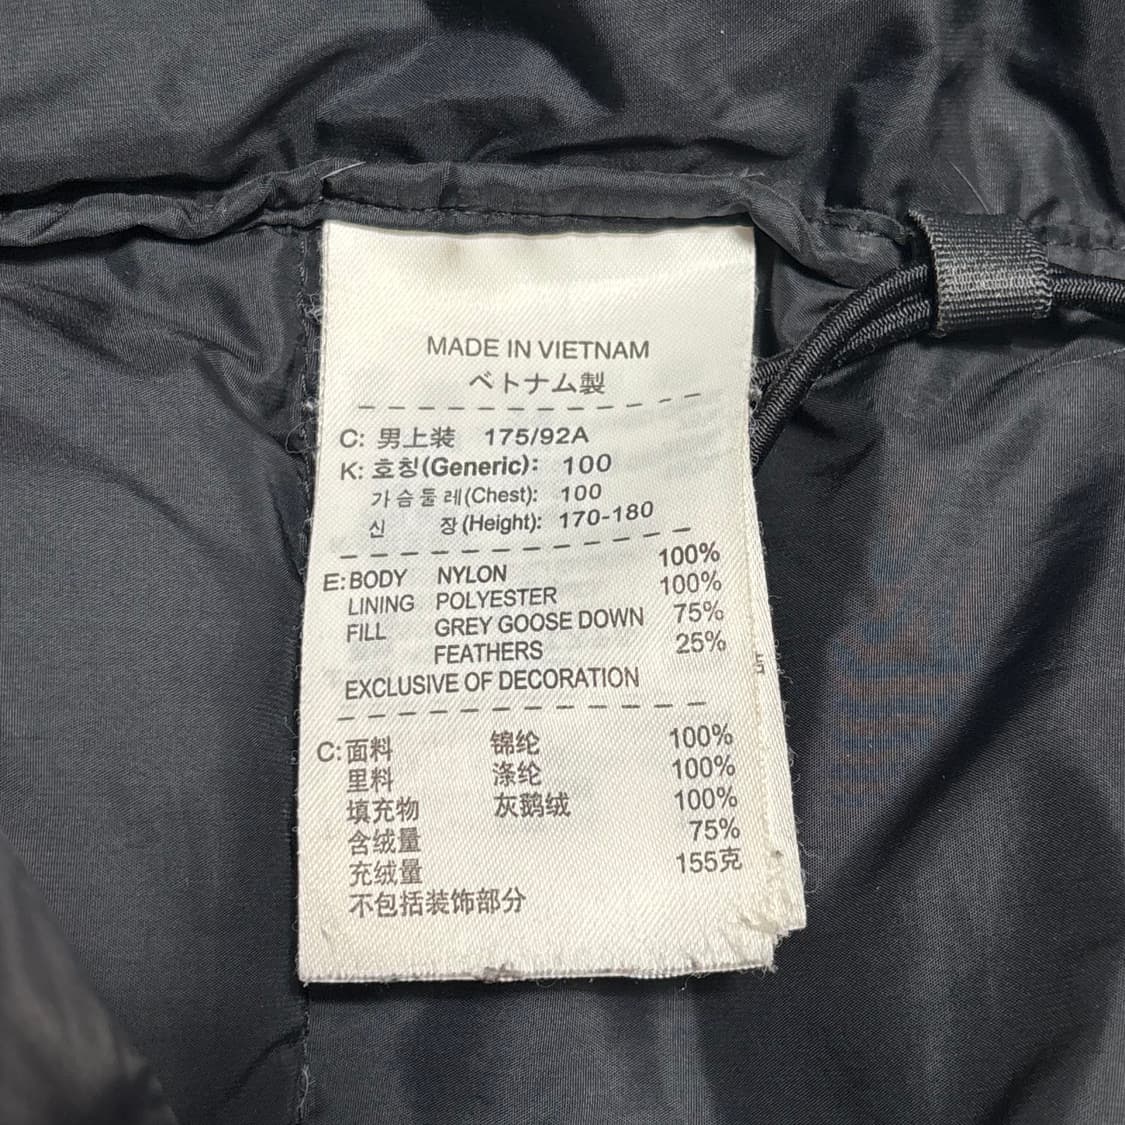 MADE IN VIETNAM
ベトナム製
C: 男上装 175/92A
K: 호칭(Generic): 100
가슴둘레(Chest): 100
신 장(Height): 170-180
E: BODY NYLON 100%
LINING POLYESTER 100%
FILL GREY GOOSE DOWN 75%
FEATHERS 25%
EXCLUSIVE OF DECORATION
C: 面料 锦纶 100%
里料 涤纶 100%
填充物 灰鹅绒 100%
含绒量 75%
充绒量 155克
不包括装饰部分